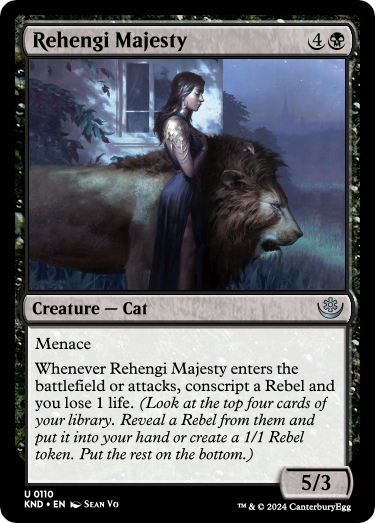 Rehengi Majesty 4
Creature — Cat
Menace
Whenever Rehengi Majesty enters the
battlefield or attacks, conscript a Rebel and
you lose 1 life. (Look at the top four cards of
your library. Reveal a Rebel from them and
put it into your hand or create a 1/1 Rebel
token. Put the rest on the bottom.)
5/3
U 0110
KND • EN Sean Vo
™ & © 2024 CanterburyEgg